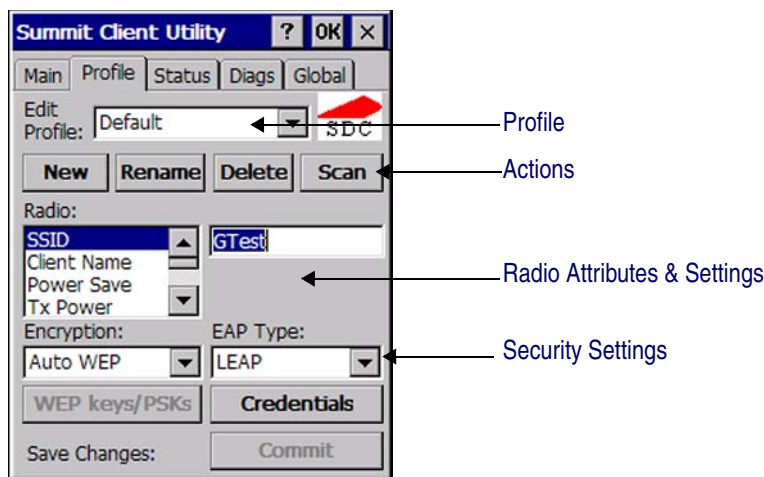 Summit Client Utility ? OK ×
Main Profile Status Diags Global
Edit Profile: Default SDC
Profile
New Rename Delete Scan
Actions
Radio:
SSID GTest
Client Name
Power Save
Tx Power
Radio Attributes & Settings
Encryption: EAP Type:
Auto WEP LEAP
Security Settings
WEP keys/PSKs Credentials
Save Changes: Commit